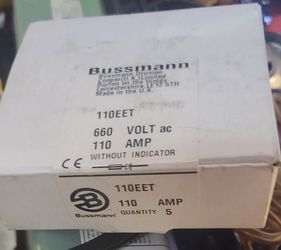 Bussmann
Bussmann Division
Cooper(U.K.)Limited
Burton on the Wolds
Leicestershire LE12 5TH
Made in the U.K.
110EET
660 VOLT ac
110 AMP
WITHOUT INDICATOR
CE
110EET
110 AMP
Bussmann
QUANTITY 5